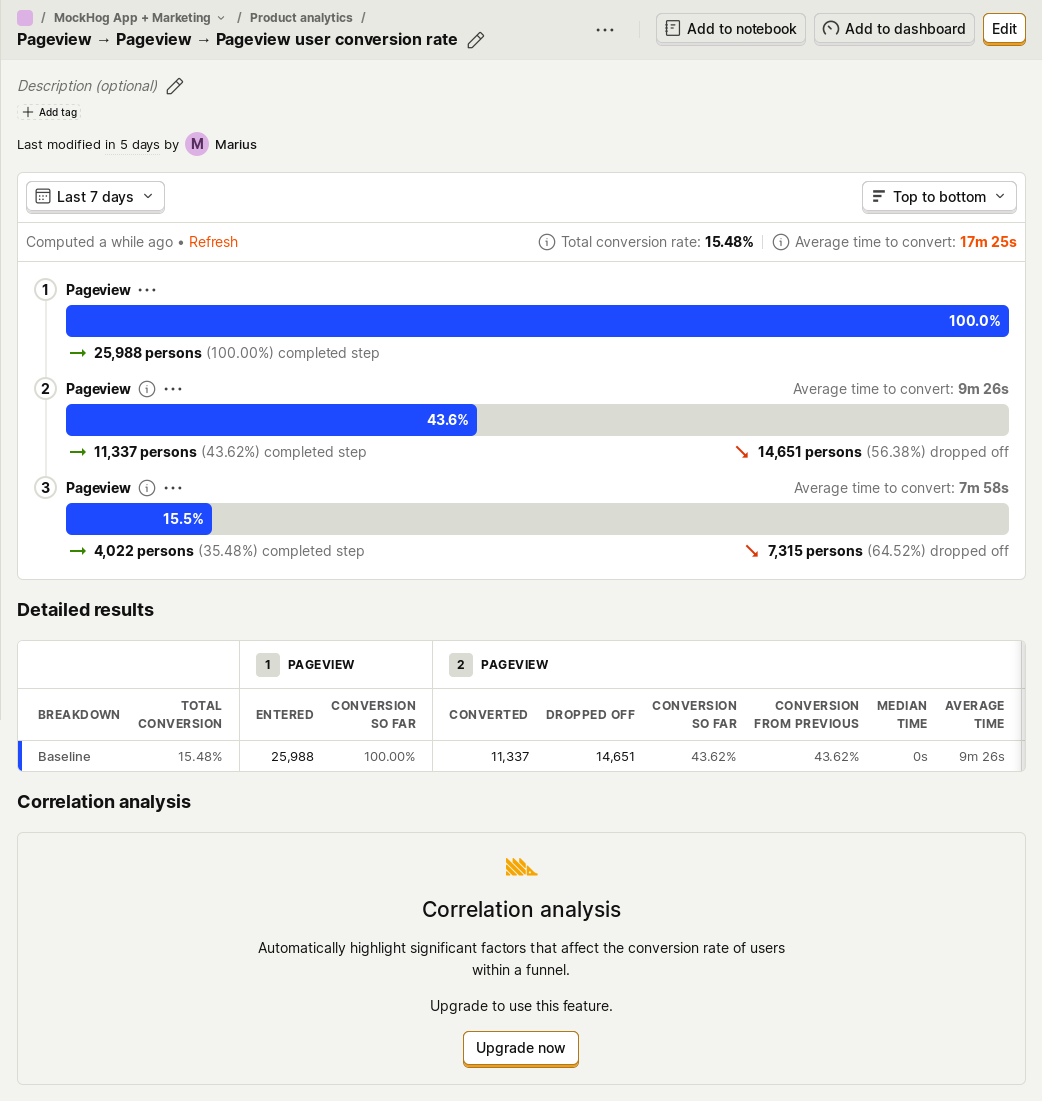 / MockHog App + Marketing / Product analytics /
Pageview → Pageview → Pageview user conversion rate
Add to notebook
Add to dashboard
Edit
Description (optional)
Add tag
Last modified in 5 days by M Marius
Last 7 days
Top to bottom
Computed a while ago • Refresh
Total conversion rate: 15.48%
Average time to convert: 17m 25s
1 Pageview
100.0%
25,988 persons (100.00%) completed step
2 Pageview
Average time to convert: 9m 26s
43.6%
11,337 persons (43.62%) completed step
14,651 persons (56.38%) dropped off
3 Pageview
Average time to convert: 7m 58s
15.5%
4,022 persons (35.48%) completed step
7,315 persons (64.52%) dropped off
Detailed results
1 PAGEVIEW
2 PAGEVIEW
BREAKDOWN
TOTAL
CONVERSION
ENTERED
CONVERSION
SO FAR
CONVERTED
DROPPED OFF
CONVERSION
SO FAR
CONVERSION
FROM PREVIOUS
MEDIAN
TIME
AVERAGE
TIME
Baseline 15.48% 25,988 100.00% 11,337 14,651 43.62% 43.62% 0s 9m 26s
Correlation analysis
Correlation analysis
Automatically highlight significant factors that affect the conversion rate of users
within a funnel.
Upgrade to use this feature.
Upgrade now